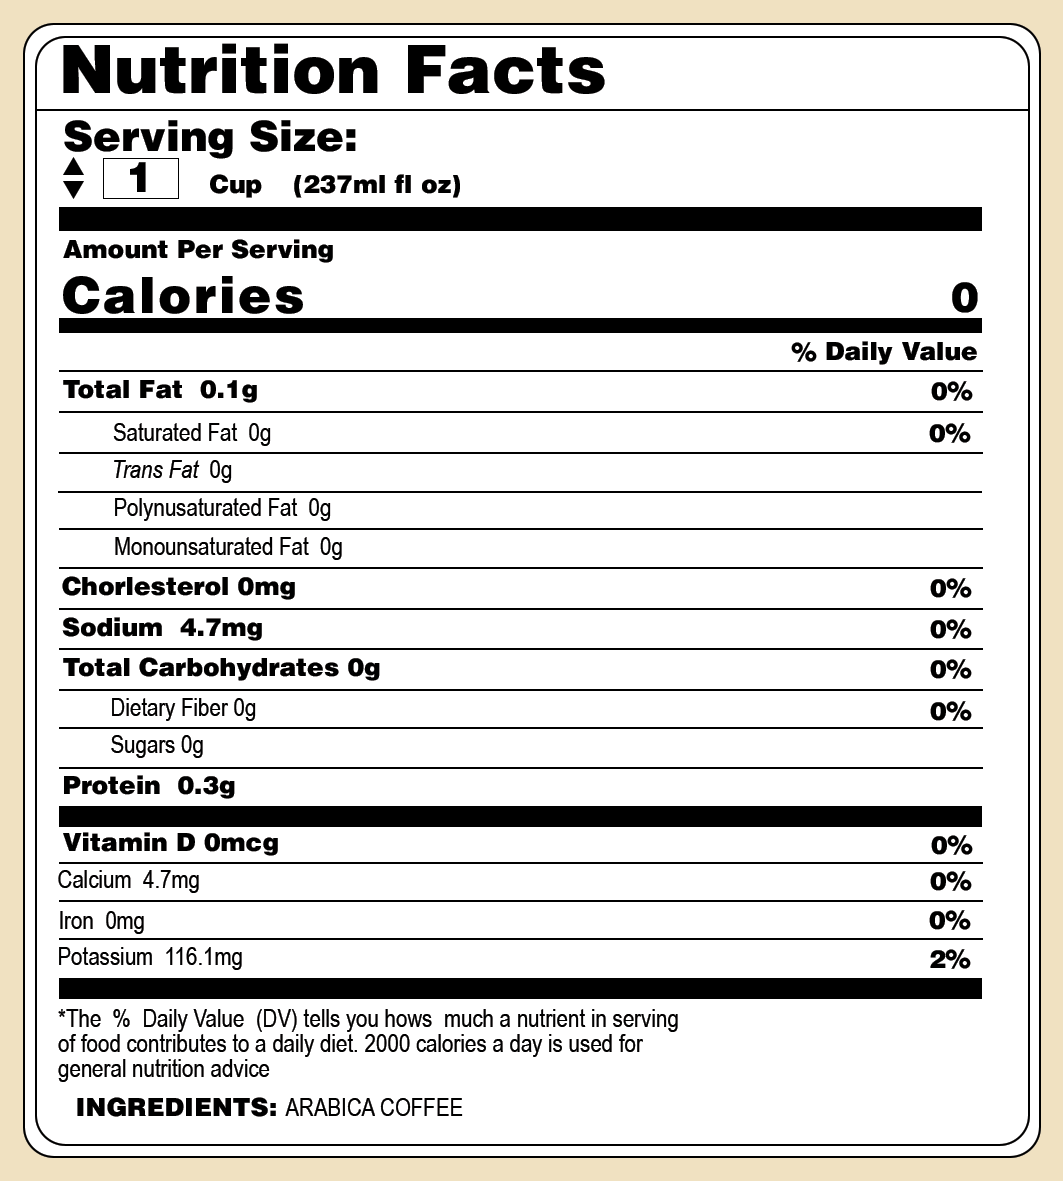 Nutrition Facts
Serving Size:
1 Cup (237ml fl oz)
Amount Per Serving
Calories 0
% Daily Value
Total Fat 0.1g 0%
Saturated Fat 0g 0%
Trans Fat 0g
Polynusaturated Fat 0g
Monounsaturated Fat 0g
Chorlesterol 0mg 0%
Sodium 4.7mg 0%
Total Carbohydrates 0g 0%
Dietary Fiber 0g 0%
Sugars 0g
Protein 0.3g
Vitamin D 0mcg 0%
Calcium 4.7mg 0%
Iron 0mg 0%
Potassium 116.1mg 2%
*The % Daily Value (DV) tells you hows much a nutrient in serving
of food contributes to a daily diet. 2000 calories a day is used for
general nutrition advice
INGREDIENTS: ARABICA COFFEE